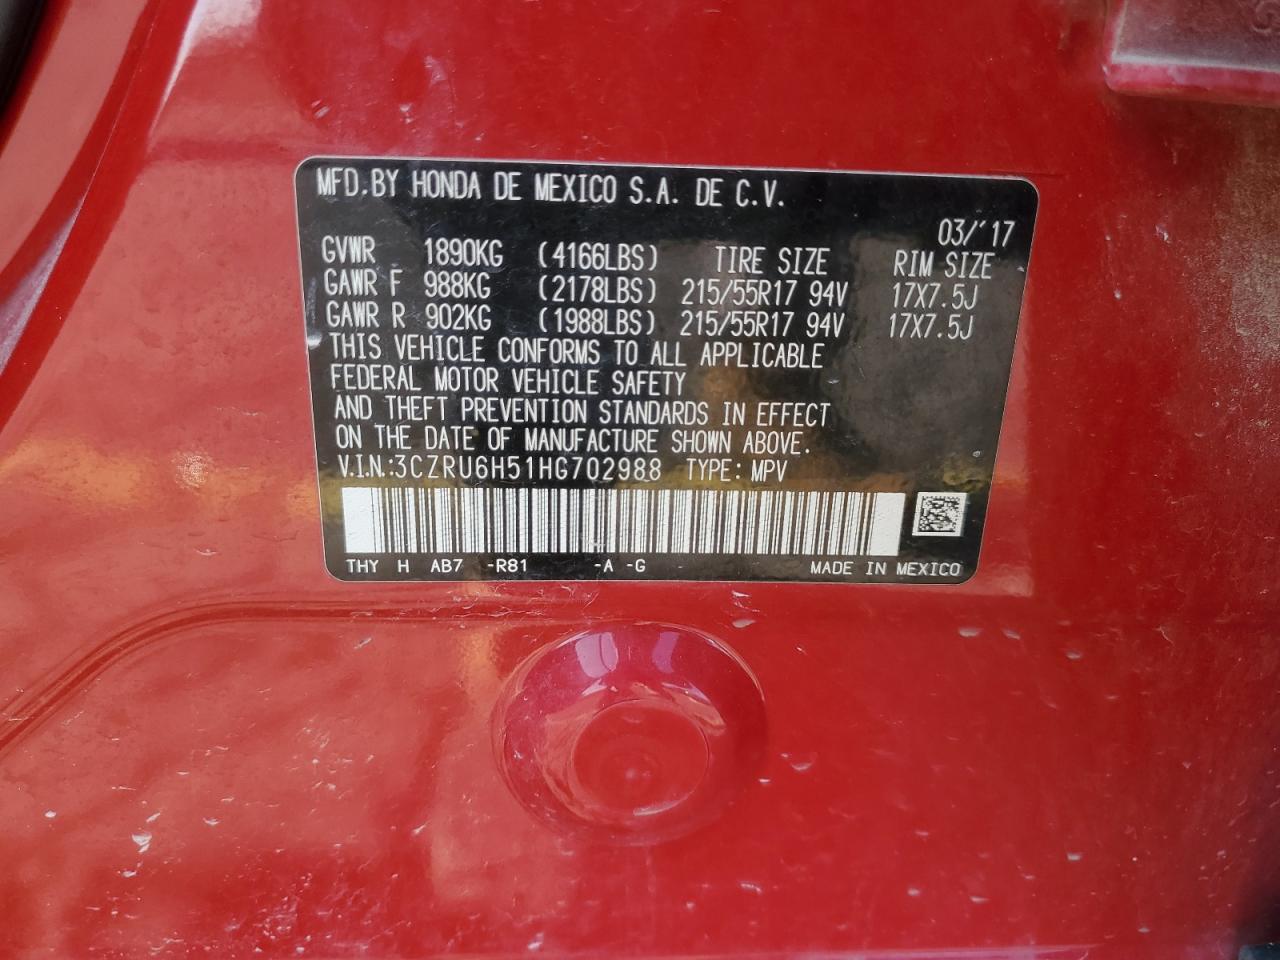 MFD.BY HONDA DE MEXICO S.A. DE C.V.
03/'17
GVWR 1890KG (4166LBS) TIRE SIZE RIM SIZE
GAWR F 988KG (2178LBS) 215/55R17 94V 17X7.5J
GAWR R 902KG (1988LBS) 215/55R17 94V 17X7.5J
THIS VEHICLE CONFORMS TO ALL APPLICABLE
FEDERAL MOTOR VEHICLE SAFETY
AND THEFT PREVENTION STANDARDS IN EFFECT
ON THE DATE OF MANUFACTURE SHOWN ABOVE.
V.I.N.:3CZRU6H51HG702988 TYPE: MPV
THY H AB7 -R81 -A -G MADE IN MEXICO